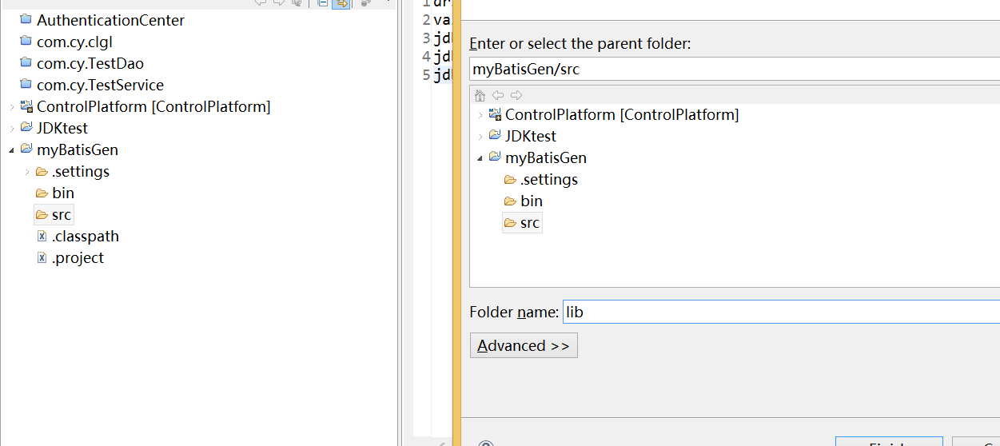 AuthenticationCenter
com.cy.clgl
com.cy.TestDao
com.cy.TestService
ControlPlatform [ControlPlatform]
JDKtest
myBatisGen
.settings
bin
src
.classpath
.project
1
2 va
3 jd
4 jd
5 jd
Enter or select the parent folder:
myBatisGen/src
ControlPlatform [ControlPlatform]
JDKtest
myBatisGen
.settings
bin
src
Folder name: lib
Advanced >>